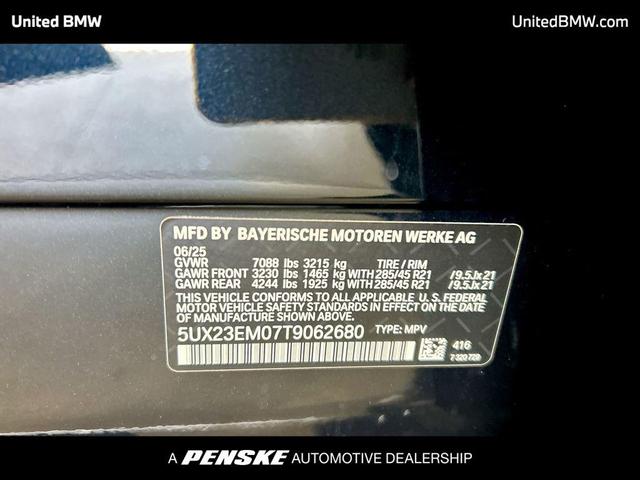 United BMW
UnitedBMW.com
MFD BY BAYERISCHE MOTOREN WERKE AG
06/25
GVWR 7088 lbs 3215 kg TIRE / RIM
GAWR FRONT 3230 lbs 1465 kg WITH 285/45 R21 /9.5Jx21
GAWR REAR 4244 lbs 1925 kg WITH 285/45 R21 /9.5Jx21
THIS VEHICLE CONFORMS TO ALL APPLICABLE U. S. FEDERAL
MOTOR VEHICLE SAFETY STANDARDS IN EFFECT ON THE DATE
OF MANUFACTURE SHOWN ABOVE.
5UX23EM07T9062680 TYPE: MPV
416
7 320 729
A PENSKE AUTOMOTIVE DEALERSHIP